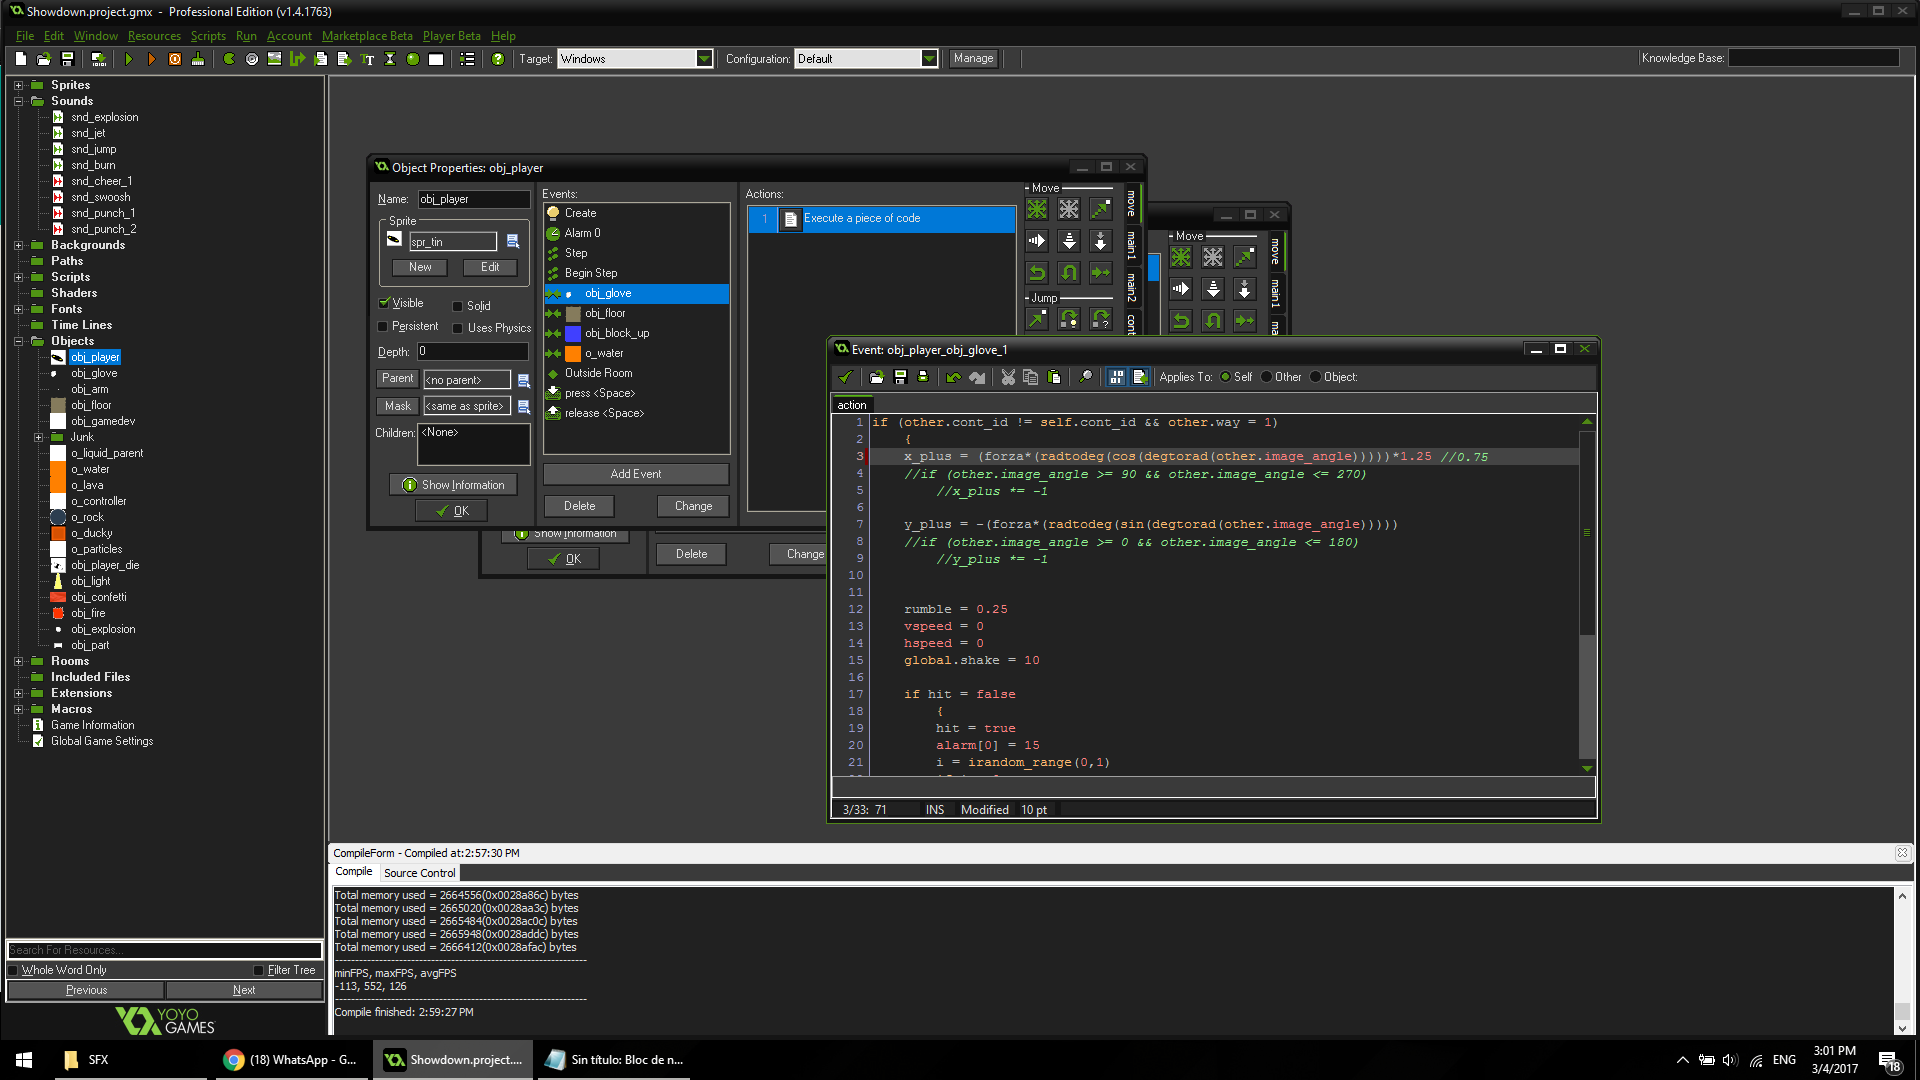 Showdown.project.gmx - Professional Edition (v1.4.1763)
File Edit Window Resources Scripts Run Account Marketplace Beta Player Beta Help
Target: Windows Configuration: Default Manage Knowledge Base:
Sprites
Sounds
snd_explosion
snd_jet
snd_jump
snd_burn
snd_cheer_1
snd_swoosh
snd_punch_1
snd_punch_2
Backgrounds
Paths
Scripts
Shaders
Fonts
Time Lines
Objects
obj_player
obj_glove
obj_arm
obj_floor
obj_gamedev
Junk
o_liquid_parent
o_water
o_lava
o_controller
o_rock
o_ducky
o_particles
obj_player_die
obj_light
obj_confetti
obj_fire
obj_explosion
obj_part
Rooms
Included Files
Extensions
Macros
Game Information
Global Game Settings
Search For Resources...
Whole Word Only Filter Tree
Previous Next
YOYO
GAMES
Object Properties: obj_player
Name: obj_player
Sprite
spr_tin
New Edit
Visible Solid
Persistent Uses Physics
Depth: 0
Parent <no parent>
Mask <same as sprite>
Children: <None>
Show Information
OK
Events:
Create
Alarm 0
Step
Begin Step
obj_glove
obj_floor
obj_block_up
o_water
Outside Room
press <Space>
release <Space>
Add Event
Delete Change
Actions:
1 Execute a piece of code
Move
Jump
move
main1
main2
cont
Move
move
main1
ma
Show Information
OK
Delete Change
Event: obj_player_obj_glove_1
Applies To: Self Other Object:
action
1 if (other.cont_id != self.cont_id && other.way = 1)
2 {
3 x_plus = (forza*(radtodeg(cos(degtorad(other.image_angle)))))*1.25 //0.75
4 //if (other.image_angle >= 90 && other.image_angle <= 270)
5 //x_plus *= -1
6
7 y_plus = -(forza*(radtodeg(sin(degtorad(other.image_angle)))))
8 //if (other.image_angle >= 0 && other.image_angle <= 180)
9 //y_plus *= -1
10
11
12 rumble = 0.25
13 vspeed = 0
14 hspeed = 0
15 global.shake = 10
16
17 if hit = false
18 {
19 hit = true
20 alarm[0] = 15
21 i = irandom_range(0,1)
3/33: 71 INS Modified 10 pt
CompileForm - Compiled at:2:57:30 PM
Compile Source Control
Total memory used = 2664556(0x0028a86c) bytes
Total memory used = 2665020(0x0028aa3c) bytes
Total memory used = 2665484(0x0028ac0c) bytes
Total memory used = 2665948(0x0028addc) bytes
Total memory used = 2666412(0x0028afac) bytes
minFPS, maxFPS, avgFPS
-113, 552, 126
Compile finished: 2:59:27 PM
SFX (18) WhatsApp - G... Showdown.project.... Sin título: Bloc de n... ENG 3:01 PM
3/4/2017 18